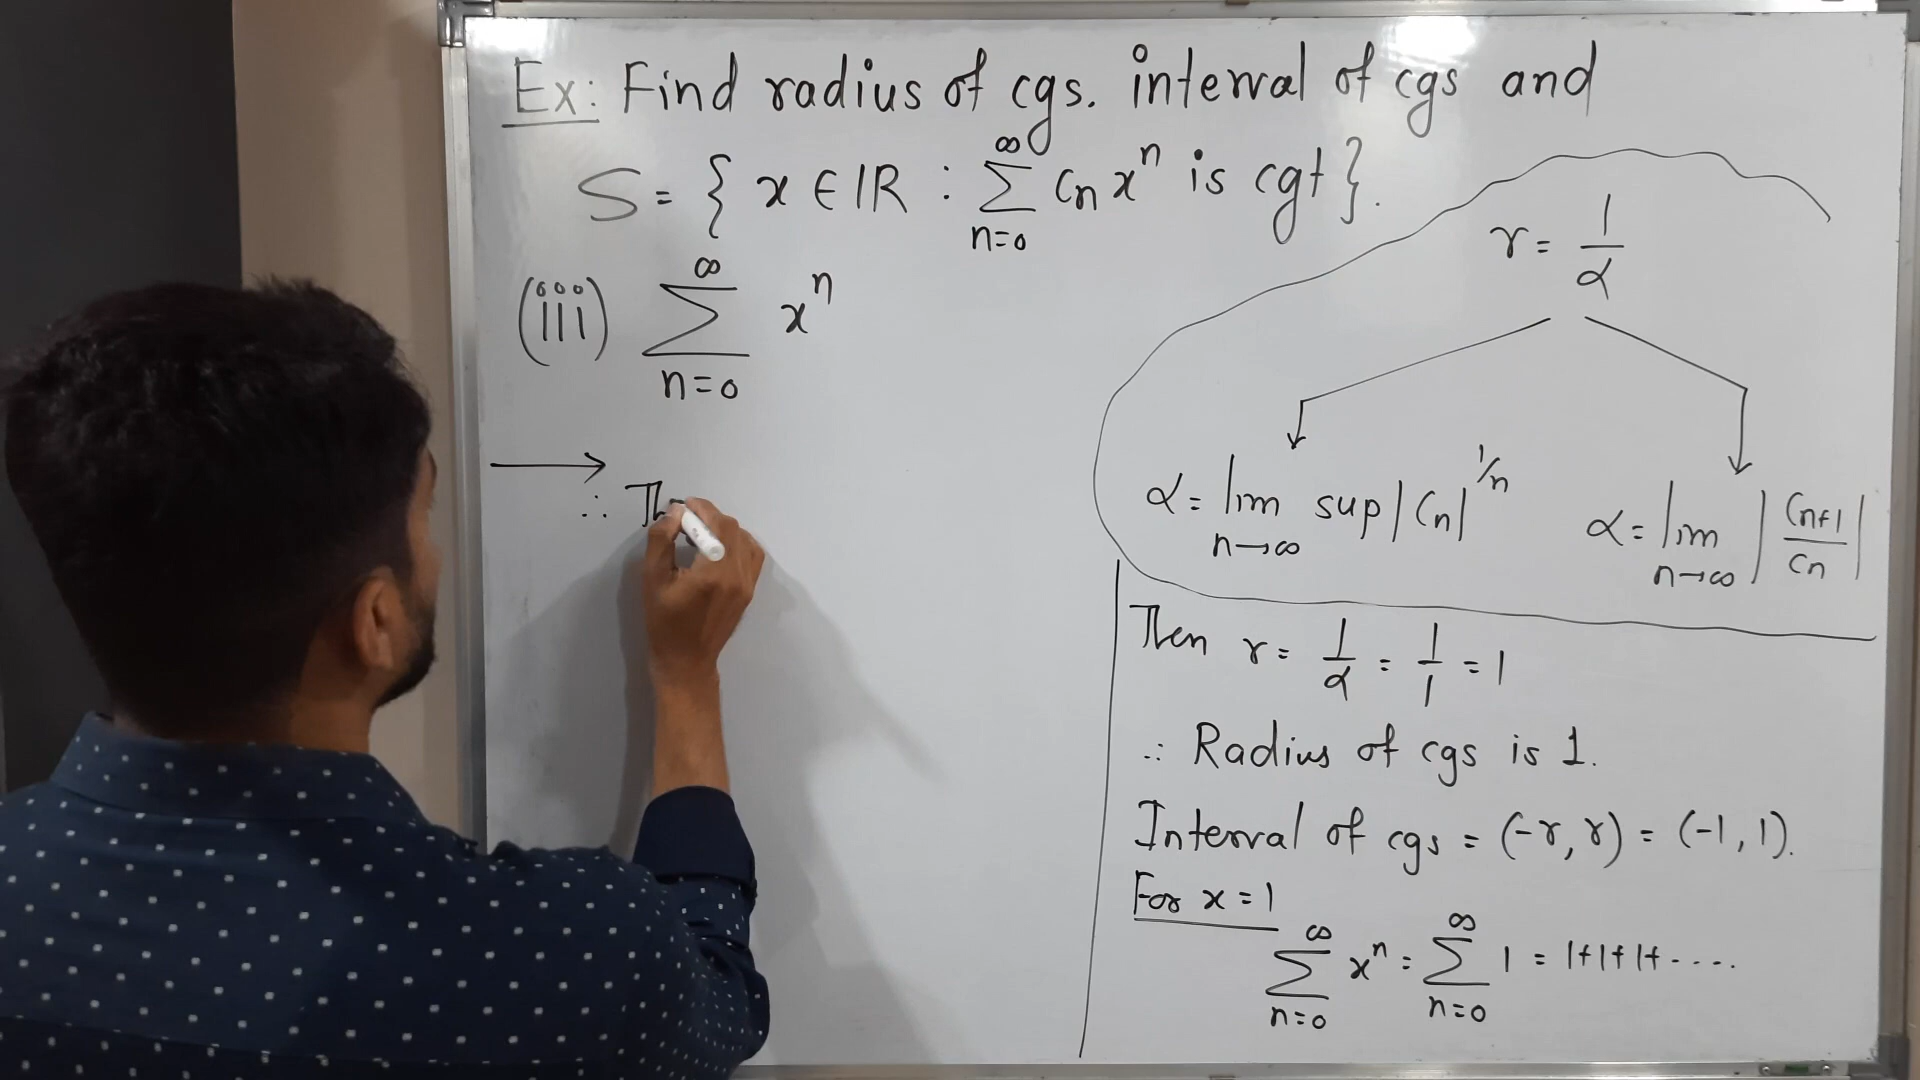 Ex: Find radius of cgs. interval of cgs and
S = { x ∈ IR : ∞ Σ n=0 Cn x^n is cgt }.
(iii) ∞ Σ n=0 x^n
→
∴ Th
r = 1/α
α = lim n→∞ sup |Cn|^1/n
α = lim n→∞ |Cn+1/Cn|
Then r = 1/α = 1/1 = 1
∴ Radius of cgs is 1.
Interval of cgs = (-r, r) = (-1, 1).
For x = 1
∞ Σ n=0 x^n = ∞ Σ n=0 1 = 1+1+1+....